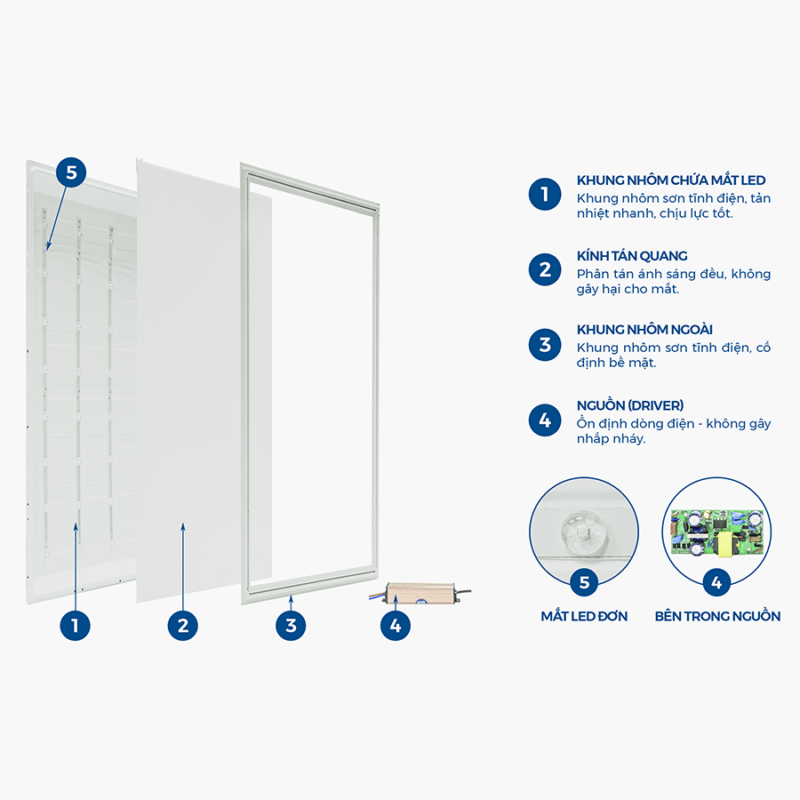 5
1
2
3
4
1
KHUNG NHÔM CHỨA MẮT LED
Khung nhôm sơn tĩnh điện, tản
nhiệt nhanh, chịu lực tốt.
2
KÍNH TÁN QUANG
Phân tán ánh sáng đều, không
gây hại cho mắt.
3
KHUNG NHÔM NGOÀI
Khung nhôm sơn tĩnh điện, cố
định bề mặt.
4
NGUỒN (DRIVER)
Ổn định dòng điện - không gây
nhấp nháy.
5
MẮT LED ĐƠN
4
BÊN TRONG NGUỒN